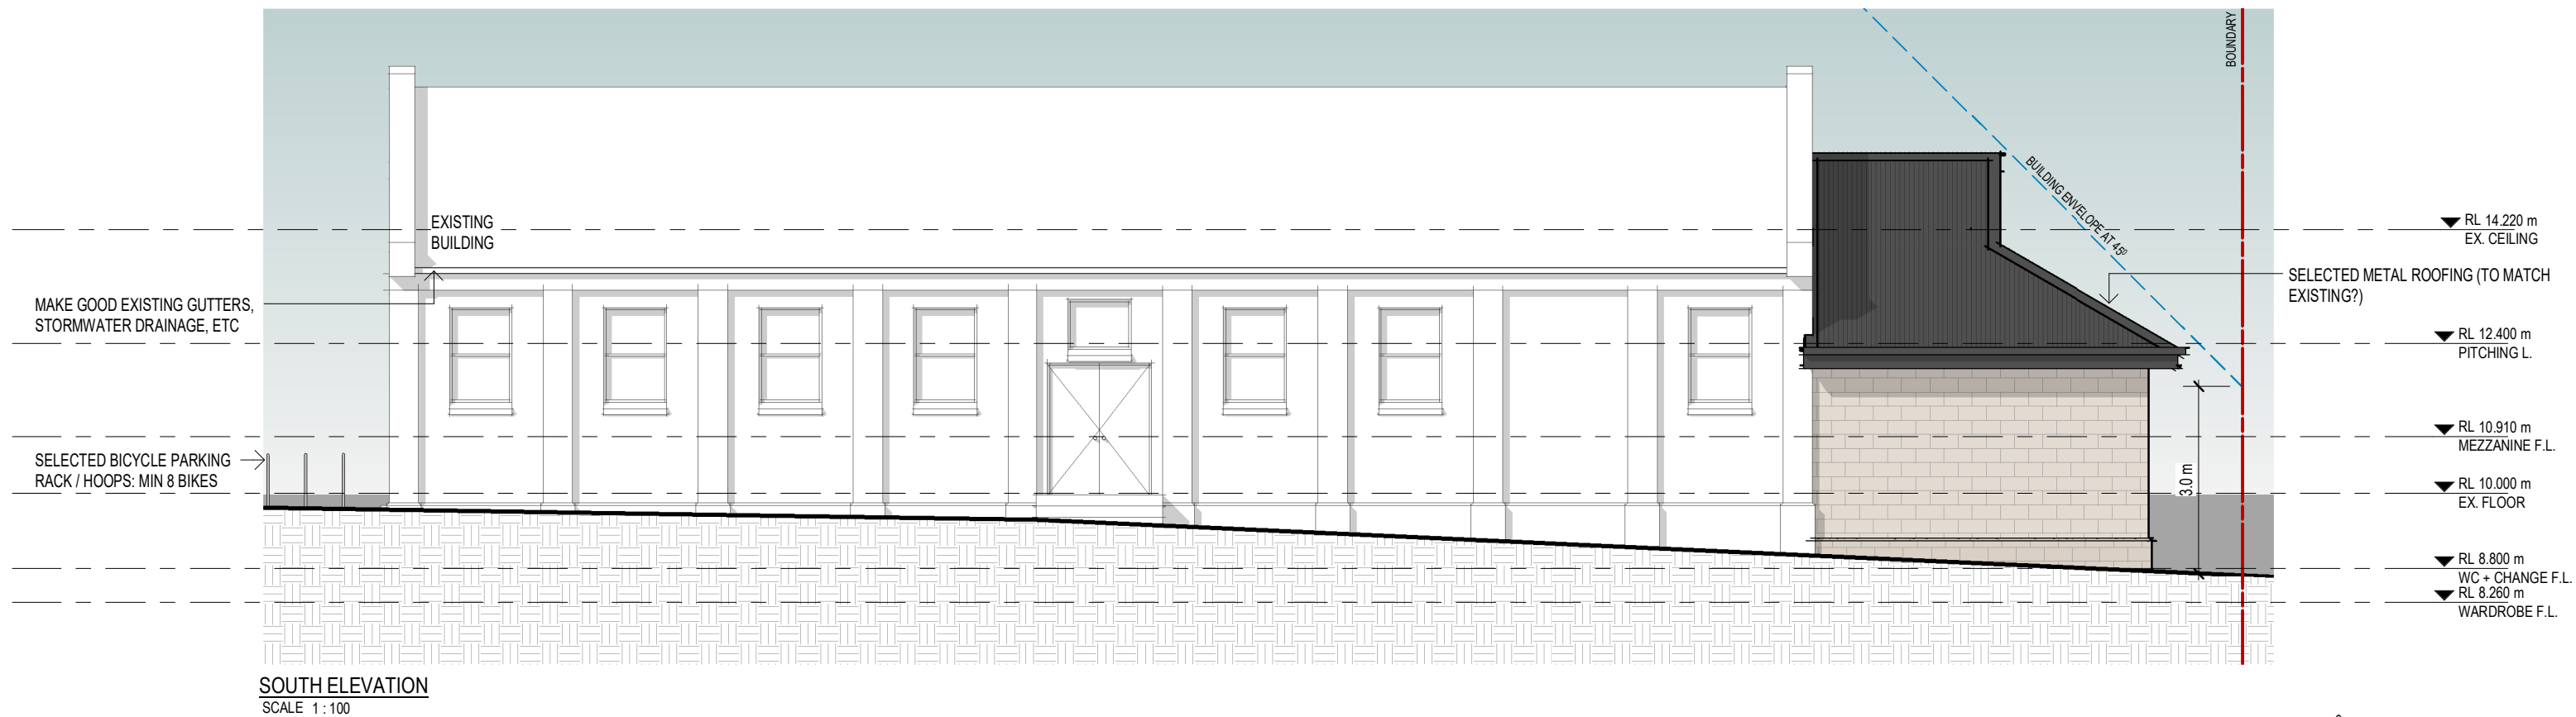 BOUNDARY
BUILDING ENVELOPE AT 45⁰
EXISTING
BUILDING
RL 14.220 m
EX. CEILING
SELECTED METAL ROOFING (TO MATCH
EXISTING?)
MAKE GOOD EXISTING GUTTERS,
STORMWATER DRAINAGE, ETC
RL 12.400 m
PITCHING L.
RL 10.910 m
MEZZANINE F.L.
SELECTED BICYCLE PARKING
RACK / HOOPS: MIN 8 BIKES
3.0 m
RL 10.000 m
EX. FLOOR
RL 8.800 m
WC + CHANGE F.L.
RL 8.260 m
WARDROBE F.L.
SOUTH ELEVATION
SCALE 1 : 100